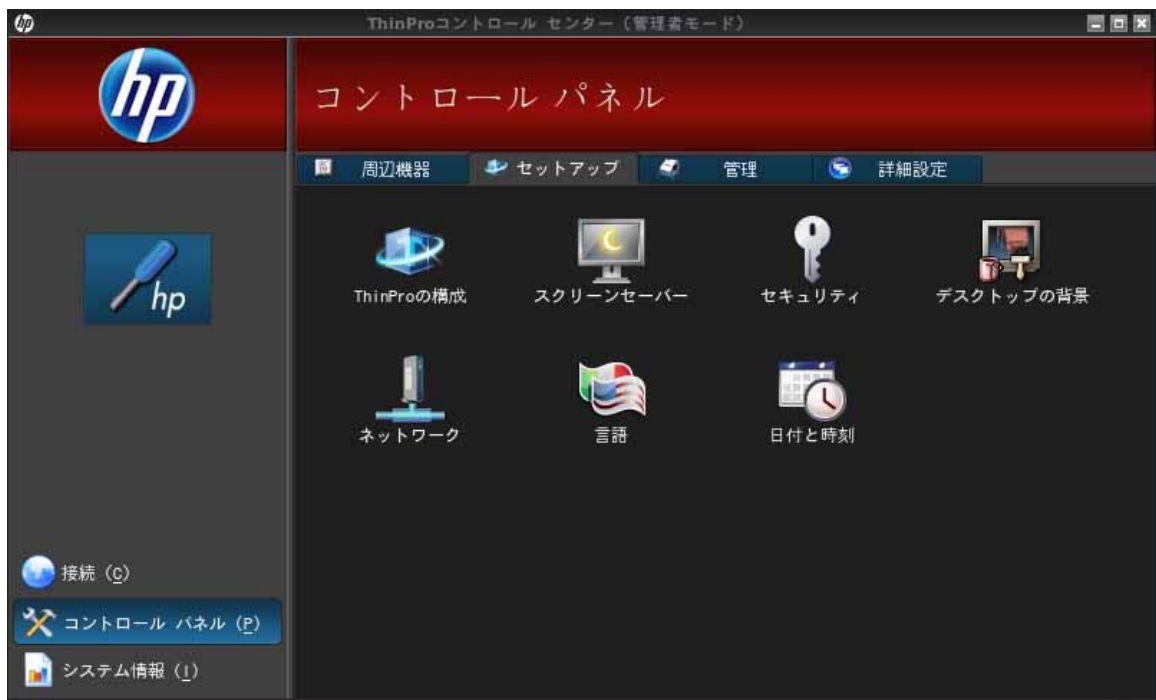 ThinProコントロール センター（管理者モード）
hp
コントロール パネル
周辺機器 セットアップ 管理 詳細設定
hp
ThinProの構成 スクリーンセーバー セキュリティ デスクトップの背景
ネットワーク 言語 日付と時刻
接続（C）
コントロール パネル（P）
システム情報（I）